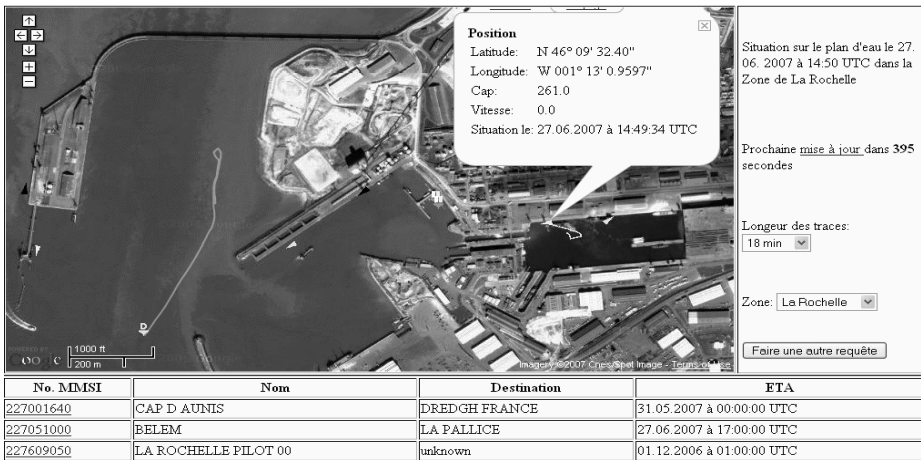 Position
Latitude: N 46° 09' 32.40"
Longitude: W 001° 13' 0.9597"
Cap: 261.0
Vitesse: 0.0
Situation le: 27.06.2007 à 14:49:34 UTC
Situation sur le plan d'eau le 27.
06. 2007 à 14:50 UTC dans la
Zone de La Rochelle
Prochaine mise à jour dans 395
secondes
Longeur des traces:
18 min
Zone: La Rochelle
Faire une autre requête
D
1000 ft
200 m
POWERED BY
Google
Imagery ©2007 Cnes/Spot Image - Terms of Use
No. MMSI Nom Destination ETA
227001640 CAP D AUNIS DREDGH FRANCE 31.05.2007 à 00:00:00 UTC
227051000 BELEM LA PALLICE 27.06.2007 à 17:00:00 UTC
227609050 LA ROCHELLE PILOT 00 unknown 01.12.2006 à 01:00:00 UTC